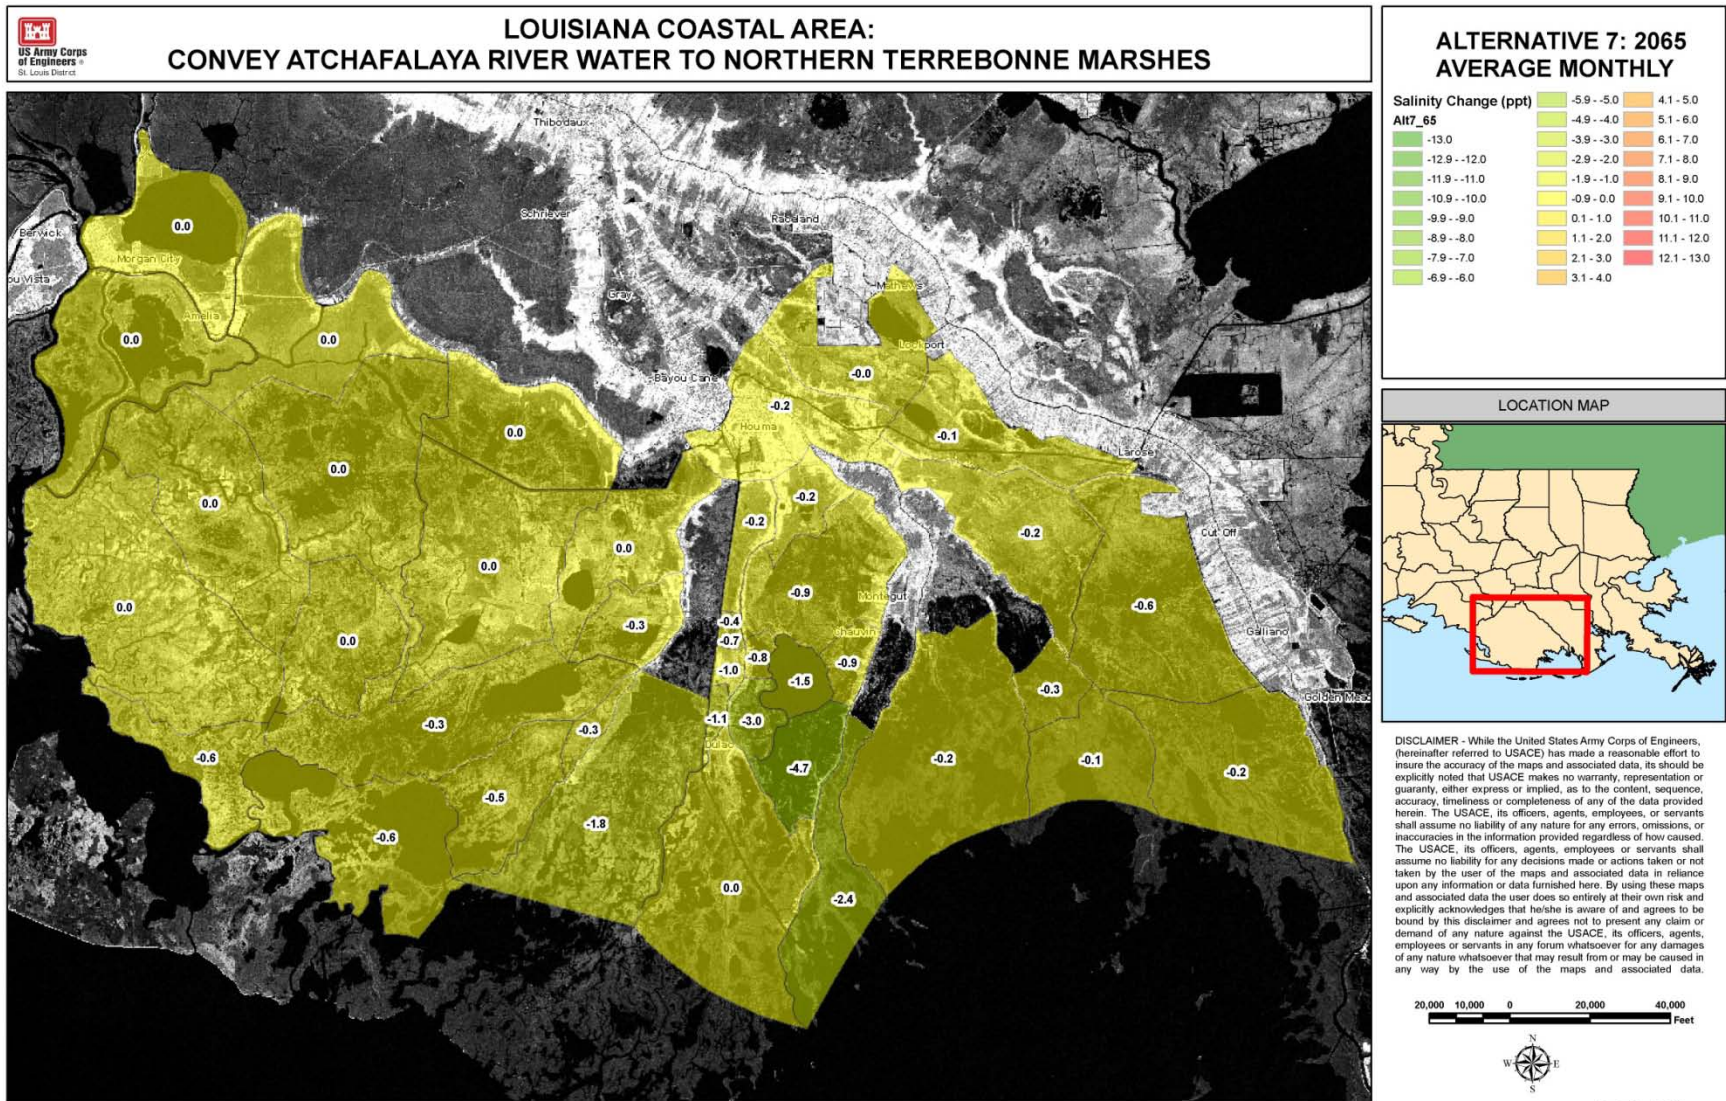 US Army Corps
of Engineers ®
St. Louis District
LOUISIANA COASTAL AREA:
CONVEY ATCHAFALAYA RIVER WATER TO NORTHERN TERREBONNE MARSHES
ALTERNATIVE 7: 2065
AVERAGE MONTHLY
Salinity Change (ppt)
Alt7_65
-13.0
-12.9 - -12.0
-11.9 - -11.0
-10.9 - -10.0
-9.9 - -9.0
-8.9 - -8.0
-7.9 - -7.0
-6.9 - -6.0
-5.9 - -5.0
-4.9 - -4.0
-3.9 - -3.0
-2.9 - -2.0
-1.9 - -1.0
-0.9 - 0.0
0.1 - 1.0
1.1 - 2.0
2.1 - 3.0
3.1 - 4.0
4.1 - 5.0
5.1 - 6.0
6.1 - 7.0
7.1 - 8.0
8.1 - 9.0
9.1 - 10.0
10.1 - 11.0
11.1 - 12.0
12.1 - 13.0
Thibodaux
Schriever
Raceland
Berwick
0.0
Morgan City
ou Vista
Gray
Mathews
Amelia
0.0
0.0
Lockport
Bayou Cane
-0.0
-0.2
Houma
0.0
-0.1
Larose
0.0
0.0
-0.2
-0.2
-0.2
Cut Off
0.0
0.0
-0.9
Montegut
-0.6
0.0
-0.4
-0.3
Chauvin
Galliano
0.0
-0.7
-0.8
-0.9
-1.0
-1.5
-0.3
Golden Mead
-0.3
-0.3
-1.1
-3.0
Dulac
-0.6
-4.7
-0.2
-0.1
-0.2
-0.5
-1.8
-0.6
0.0
-2.4
LOCATION MAP
DISCLAIMER - While the United States Army Corps of Engineers,
(hereinafter referred to USACE) has made a reasonable effort to
insure the accuracy of the maps and associated data, its should be
explicitly noted that USACE makes no warranty, representation or
guaranty, either express or implied, as to the content, sequence,
accuracy, timeliness or completeness of any of the data provided
herein. The USACE, its officers, agents, employees, or servants
shall assume no liability of any nature for any errors, omissions, or
inaccuracies in the information provided regardless of how caused.
The USACE, its officers, agents, employees or servants shall
assume no liability for any decisions made or actions taken or not
taken by the user of the maps and associated data in reliance
upon any information or data furnished here. By using these maps
and associated data the user does so entirely at their own risk and
explicitly acknowledges that he/she is aware of and agrees to be
bound by this disclaimer and agrees not to present any claim or
demand of any nature against the USACE, its officers, agents,
employees or servants in any forum whatsoever for any damages
of any nature whatsoever that may result from or may be caused in
any way by the use of the maps and associated data.
20,000 10,000 0 20,000 40,000
Feet
N
W E
S